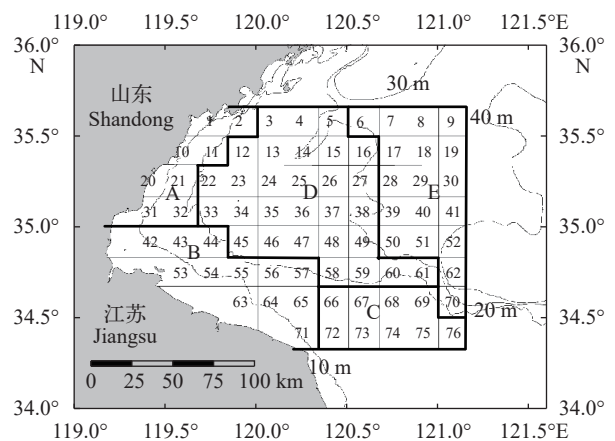 119.0° 119.5° 120.0° 120.5° 121.0° 121.5°E
36.0° N
36.0° N
30 m
山东
Shandong
40 m
1 2 3 4 5 6 7 8 9
35.5°
35.5°
10 11 12 13 14 15 16 17 18 19
20 21 22 23 24 25 26 27 28 29 30
A D E
31 32 33 34 35 36 37 38 39 40 41
35.0°
35.0°
42 43 44 45 46 47 48 49 50 51 52
B
53 54 55 56 57 58 59 60 61 62
江苏
Jiangsu
63 64 65 66 67 68 69 70
C
20 m
34.5°
34.5°
71 72 73 74 75 76
10 m
0 25 50 75 100 km
34.0°
34.0°
119.0° 119.5° 120.0° 120.5° 121.0° 121.5°E